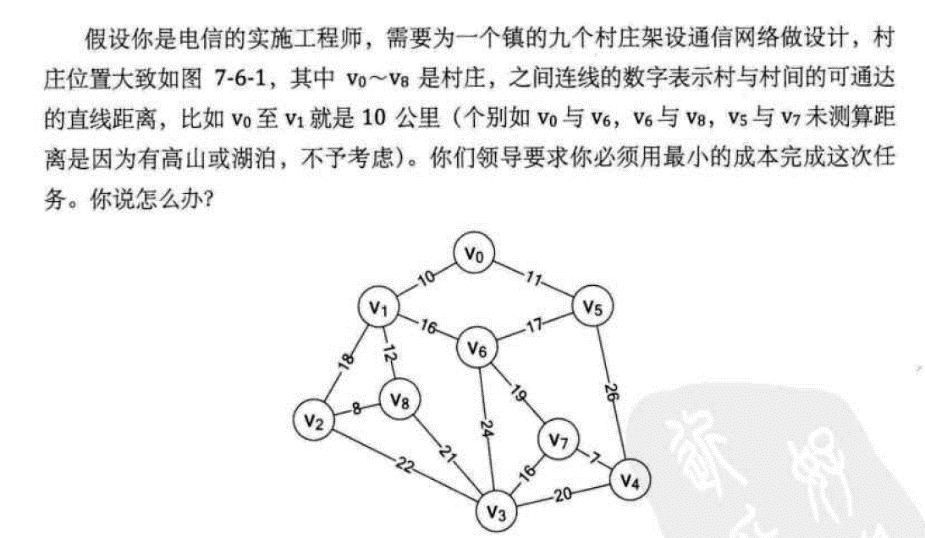 假设你是电信的实施工程师，需要为一个镇的九个村庄架设通信网络做设计，村
庄位置大致如图 7-6-1，其中 v₀～v₈ 是村庄，之间连线的数字表示村与村间的可通达
的直线距离，比如 v₀ 至 v₁ 就是 10 公里（个别如 v₀ 与 v₆，v₆ 与 v₈，v₅ 与 v₇ 未测算距
离是因为有高山或湖泊，不予考虑）。你们领导要求你必须用最小的成本完成这次任
务。你说怎么办?
V₀
10
11
V₁
V₅
16
17
V₆
18
12
19
26
V₈
8
V₂
24
V₇
21
7
22
16
V₄
20
V₃